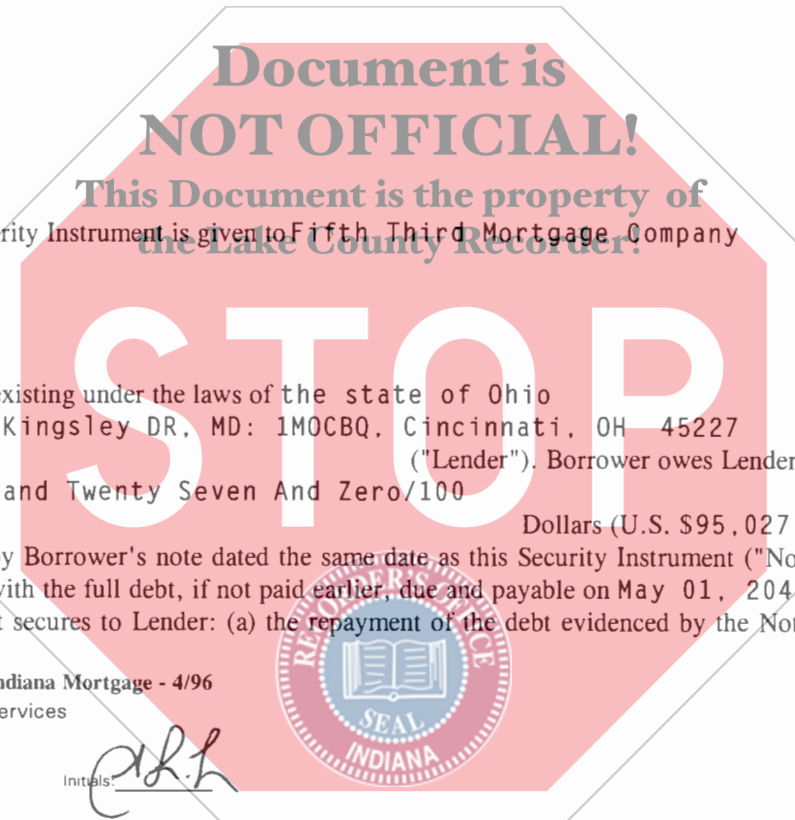 Document is
NOT OFFICIAL!
This Document is the property of
the Lake County Recorder!
rity Instrument is given to Fifth Third Mortgage Company
STOP
existing under the laws of the state of Ohio
Kingsley DR, MD: 1MOCBQ, Cincinnati, OH 45227
("Lender"). Borrower owes Lender
and Twenty Seven And Zero/100
Dollars (U.S. $95,027
y Borrower's note dated the same date as this Security Instrument ("No
with the full debt, if not paid earlier, due and payable on May 01, 204
t secures to Lender: (a) the repayment of the debt evidenced by the Not
RECORDER'S OFFICE
SEAL
INDIANA
ndiana Mortgage - 4/96
ervices
Initials: